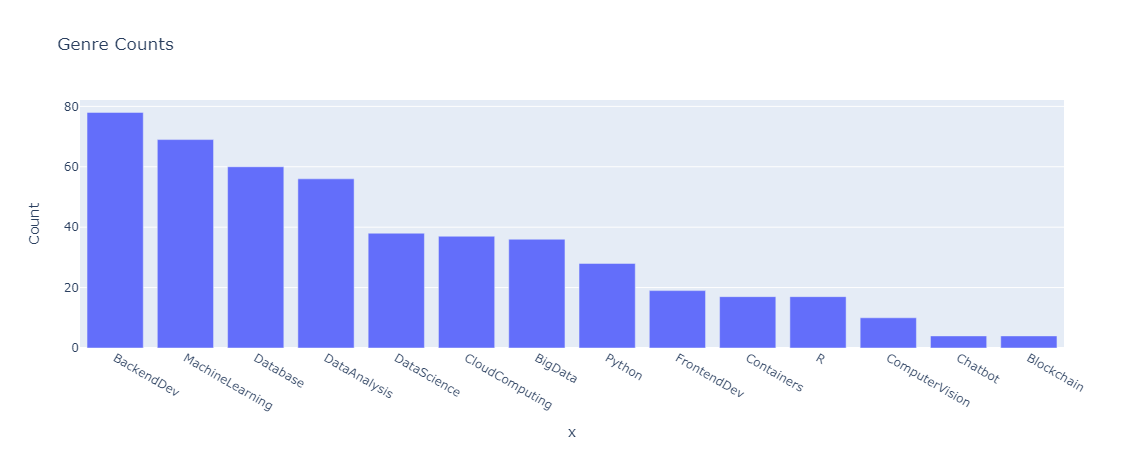 Genre Counts
80
60
40
20
0
Count
BackendDev
MachineLearning
Database
DataAnalysis
DataScience
CloudComputing
BigData
Python
FrontendDev
Containers
R
ComputerVision
Chatbot
Blockchain
x